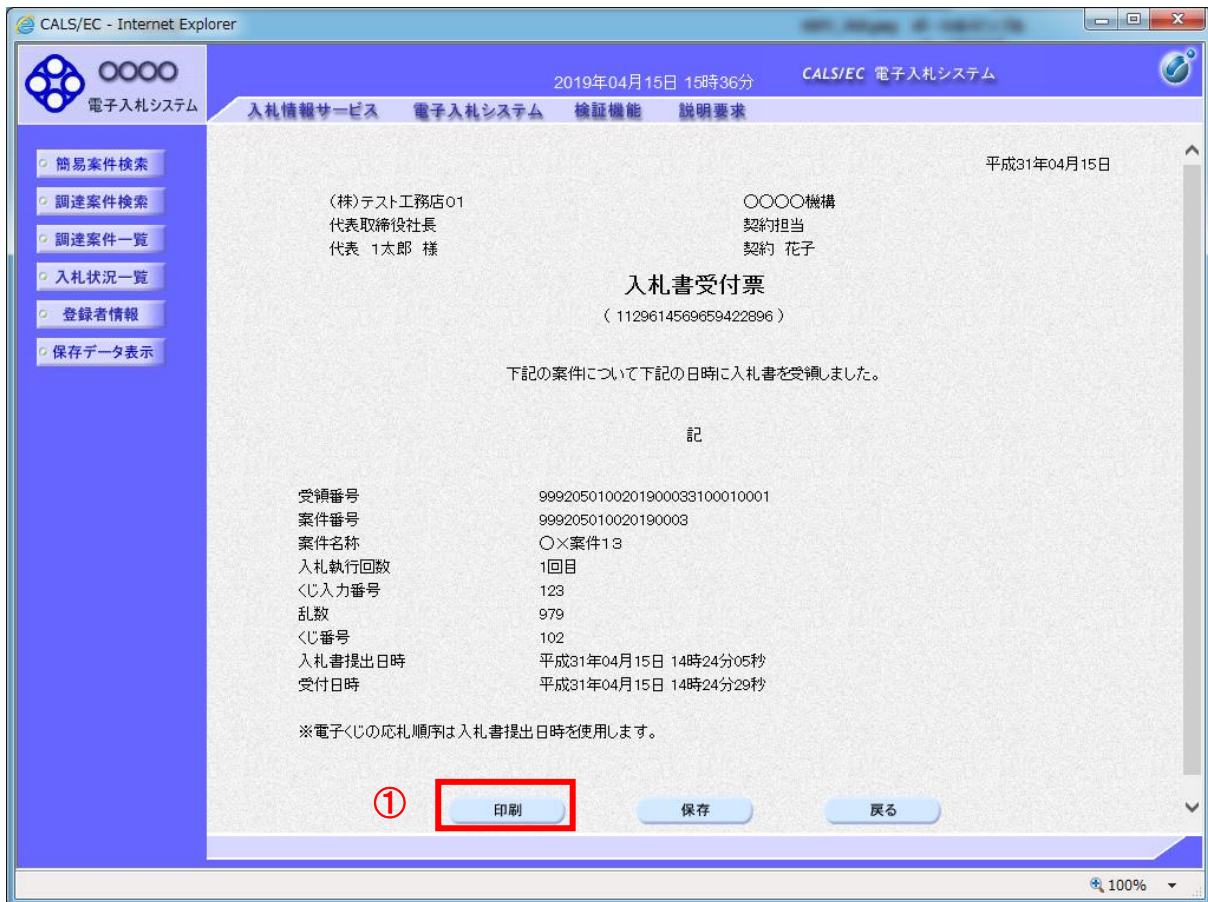 CALS/EC - Internet Explorer
〇〇〇〇
電子入札システム
2019年04月15日 15時36分
CALS/EC 電子入札システム
入札情報サービス 電子入札システム 検証機能 説明要求
簡易案件検索
調達案件検索
調達案件一覧
入札状況一覧
登録者情報
保存データ表示
平成31年04月15日
(株)テスト工務店01 〇〇〇〇機構
代表取締役社長 契約担当
代表 1太郎 様 契約 花子
入札書受付票
( 1129614569659422896 )
下記の案件について下記の日時に入札書を受領しました。
記
受領番号 9992050100201900033100010001
案件番号 999205010020190003
案件名称 〇×案件13
入札執行回数 1回目
くじ入力番号 123
乱数 979
くじ番号 102
入札書提出日時 平成31年04月15日 14時24分05秒
受付日時 平成31年04月15日 14時24分29秒
※電子くじの応札順序は入札書提出日時を使用します。
① 印刷 保存 戻る
100%